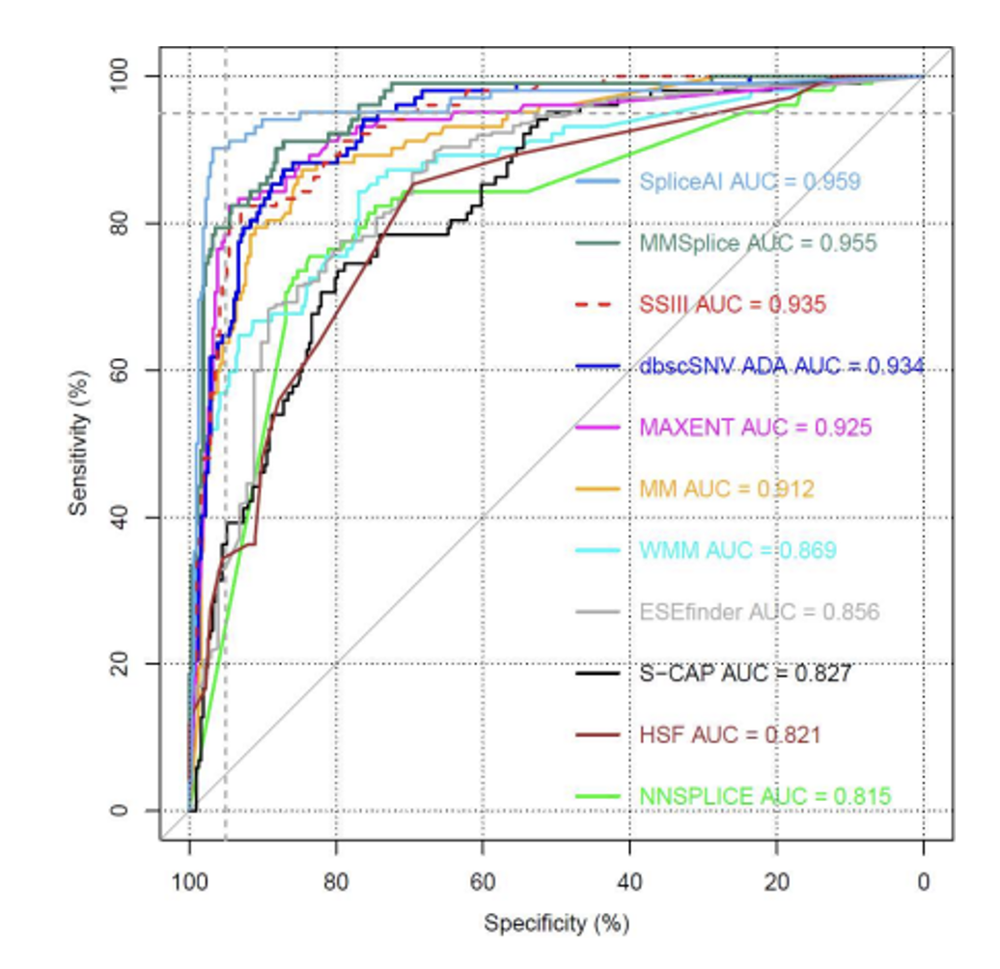 100
80
60
40
20
0
Sensitivity (%)
SpliceAI AUC = 0.959
MMSplice AUC = 0.955
SSIII AUC = 0.935
dbscSNV ADA AUC = 0.934
MAXENT AUC = 0.925
MM AUC = 0.912
WMM AUC = 0.869
ESEfinder AUC = 0.856
S−CAP AUC = 0.827
HSF AUC = 0.821
NNSPLICE AUC = 0.815
100 80 60 40 20 0
Specificity (%)